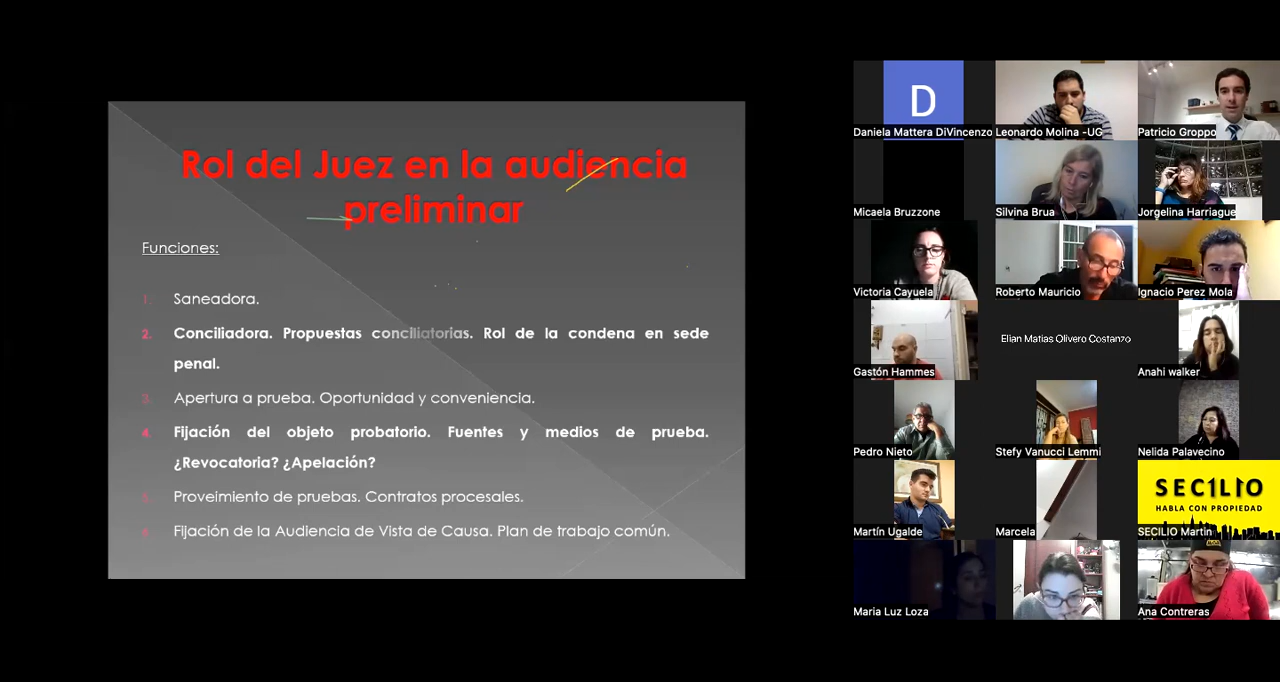 Rol del Juez en la audiencia
preliminar
Funciones:
1. Saneadora.
2. Conciliadora. Propuestas conciliatorias. Rol de la condena en sede
penal.
3. Apertura a prueba. Oportunidad y conveniencia.
4. Fijación del objeto probatorio. Fuentes y medios de prueba.
¿Revocatoria? ¿Apelación?
5. Proveimiento de pruebas. Contratos procesales.
6. Fijación de la Audiencia de Vista de Causa. Plan de trabajo común.
D
Daniela Mattera DiVincenzo
Leonardo Molina -UG
Patricio Groppo
Micaela Bruzzone
Silvina Brua
Jorgelina Harriague
Victoria Cayuela
Roberto Mauricio
Ignacio Perez Mola
Gastón Hammes
Elian Matias Olivero Costanzo
Anahi walker
Pedro Nieto
Stefy Vanucci Lemmi
Nelida Palavecino
Martín Ugalde
Marcela
SEC1L1O
HABLA CON PROPIEDAD
SECILIO Martin
Maria Luz Loza
Ana Contreras